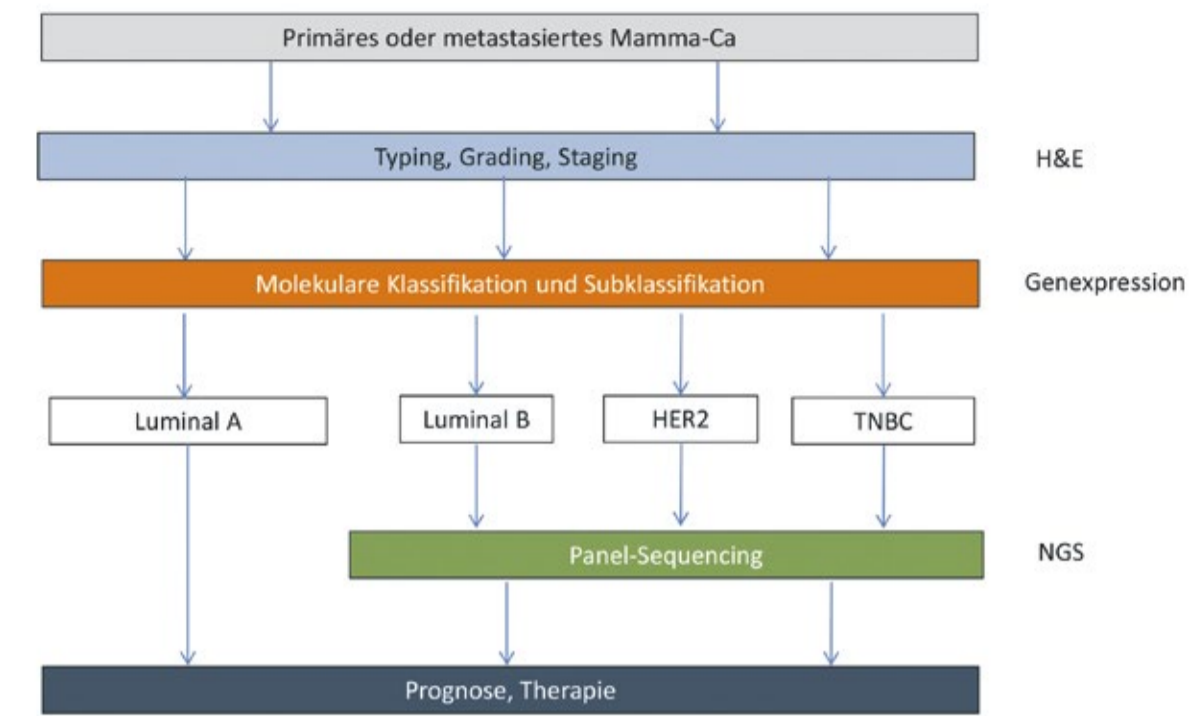 Primäres oder metastasiertes Mamma-Ca
Typing, Grading, Staging
H&E
Molekulare Klassifikation und Subklassifikation
Genexpression
Luminal A
Luminal B
HER2
TNBC
Panel-Sequencing
NGS
Prognose, Therapie